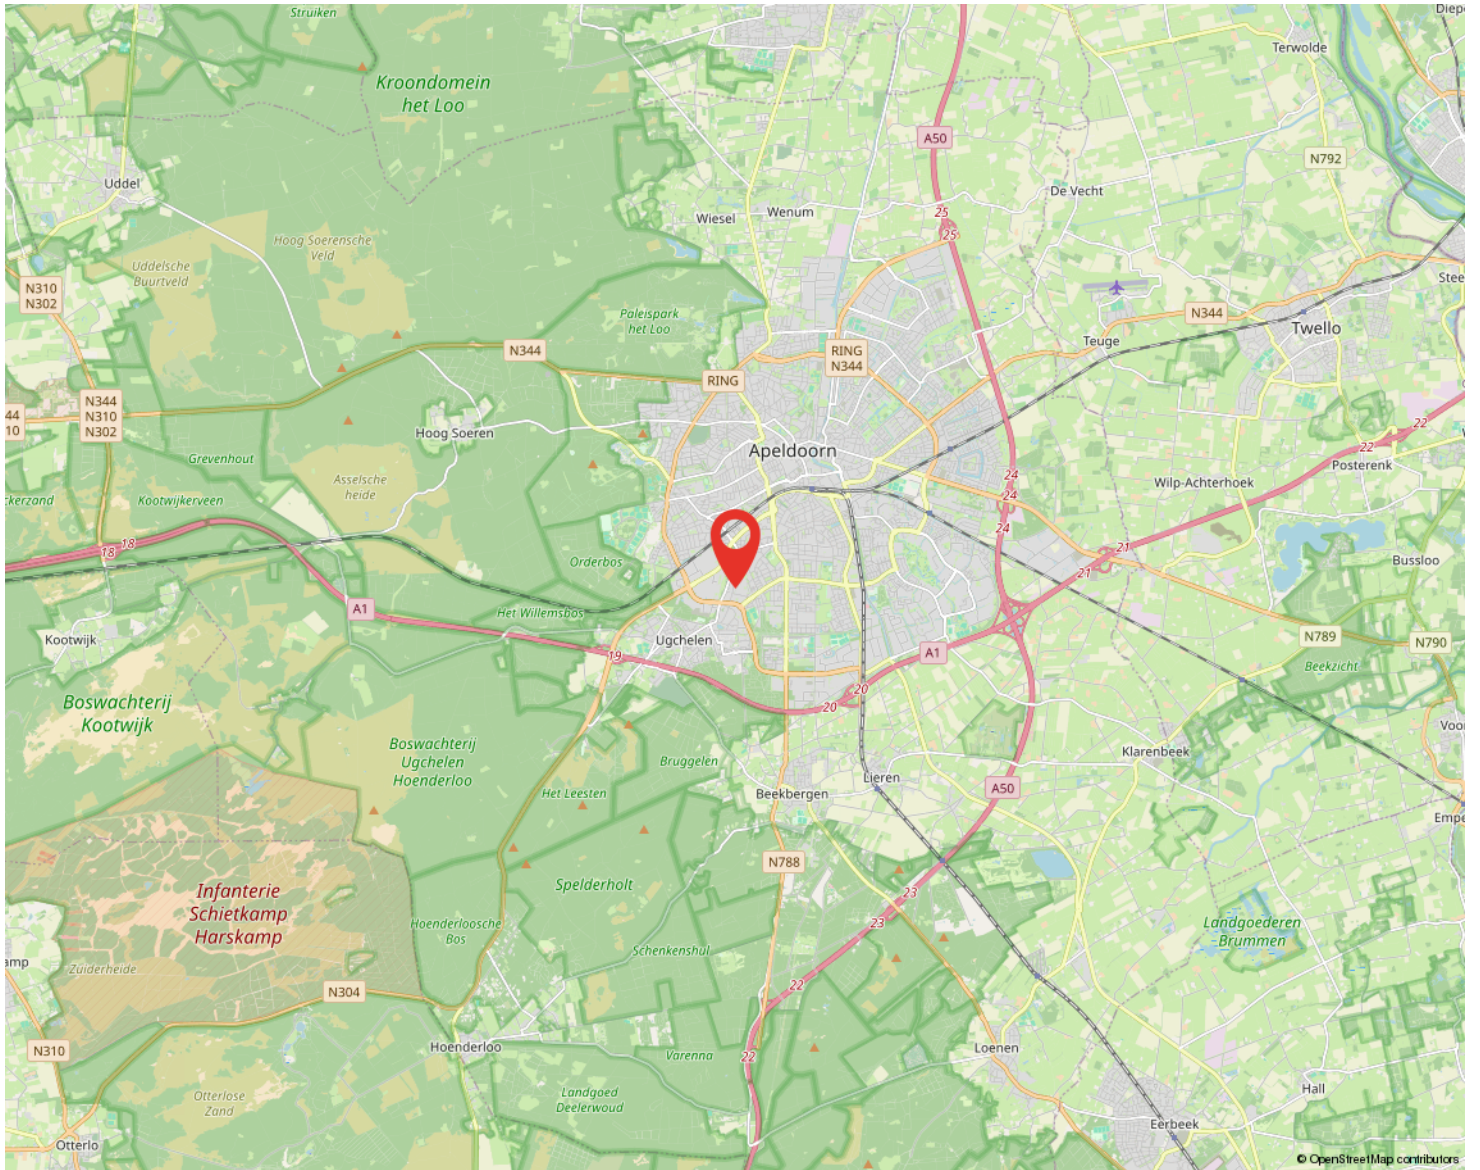 Struiken
Diep
Terwolde
Kroondomein
het Loo
A50
N792
Uddel
De Vecht
Wiesel
Wenum
25
25
Hoog Soerensche
Veld
Uddelsche
Buurtveld
N310
N302
Stee
Paleispark
het Loo
N344
Twello
Teuge
N344
RING
N344
RING
44
10
N344
N310
N302
Hoog Soeren
22
22
Apeldoorn
Grevenhout
Posterenk
Asselsche
heide
24
24
24
Wilp-Achterhoek
ckerzand
Kootwijkerveen
18
18
21
21
Orderbos
Bussloo
A1
Het Willemsbos
Kootwijk
Ugchelen
19
A1
N789
N790
Beekzicht
20
20
Boswachterij
Kootwijk
Voo
Boswachterij
Ugchelen
Hoenderloo
Bruggelen
Klarenbeek
Lieren
Het Leesten
Beekbergen
A50
Empe
N788
Infanterie
Schietkamp
Harskamp
Spelderholt
23
23
Hoenderloosche
Bos
Landgoederen
Brummen
Schenkenshul
amp
Zuiderheide
22
N304
N310
Hoenderloo
Varenna
22
Loenen
Otterlose
Zand
Landgoed
Deelerwoud
Hall
Eerbeek
Otterlo
© OpenStreetMap contributors